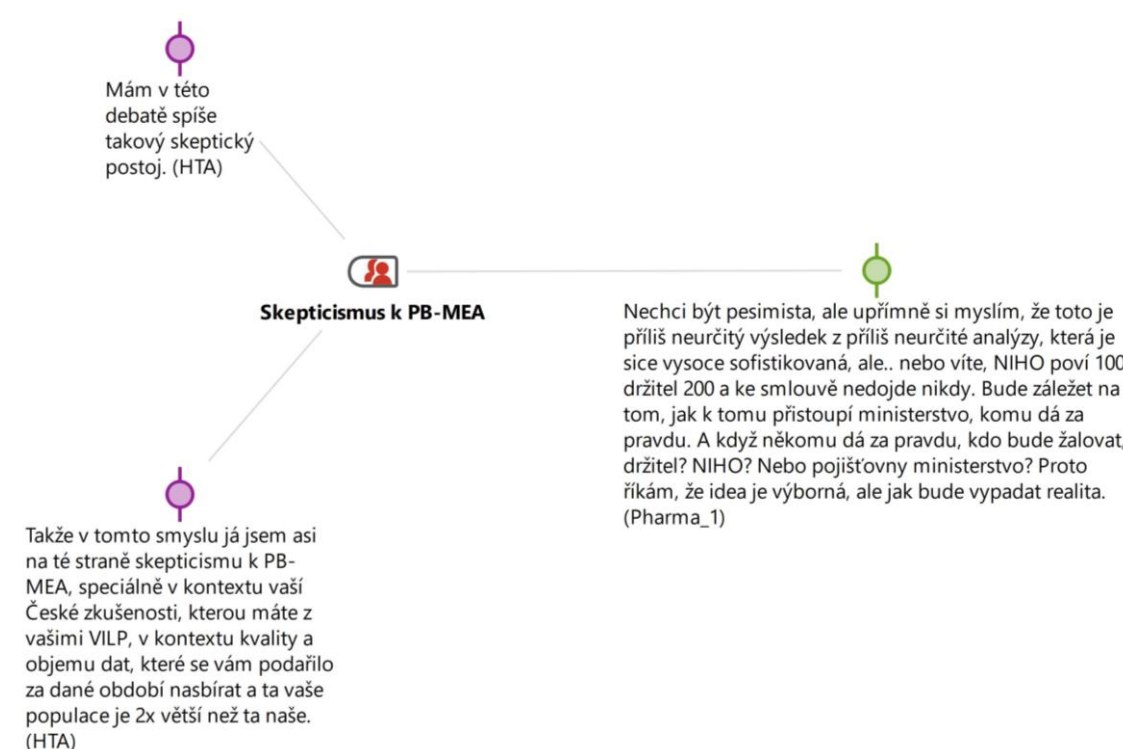 Mám v této
debatě spíše
takový skeptický
postoj. (HTA)
Skepticismus k PB-MEA
Nechci být pesimista, ale upřímně si myslím, že toto je
příliš neurčitý výsledek z příliš neurčité analýzy, která je
sice vysoce sofistikovaná, ale.. nebo víte, NIHO poví 100
držitel 200 a ke smlouvě nedojde nikdy. Bude záležet na
tom, jak k tomu přistoupí ministerstvo, komu dá za
pravdu. A když někomu dá za pravdu, kdo bude žalovat,
držitel? NIHO? Nebo pojišťovny ministerstvo? Proto
říkám, že idea je výborná, ale jak bude vypadat realita.
(Pharma_1)
Takže v tomto smyslu já jsem asi
na té straně skepticismu k PB-
MEA, speciálně v kontextu vaší
České zkušenosti, kterou máte z
vašimi VILP, v kontextu kvality a
objemu dat, které se vám podařilo
za dané období nasbírat a ta vaše
populace je 2x větší než ta naše.
(HTA)